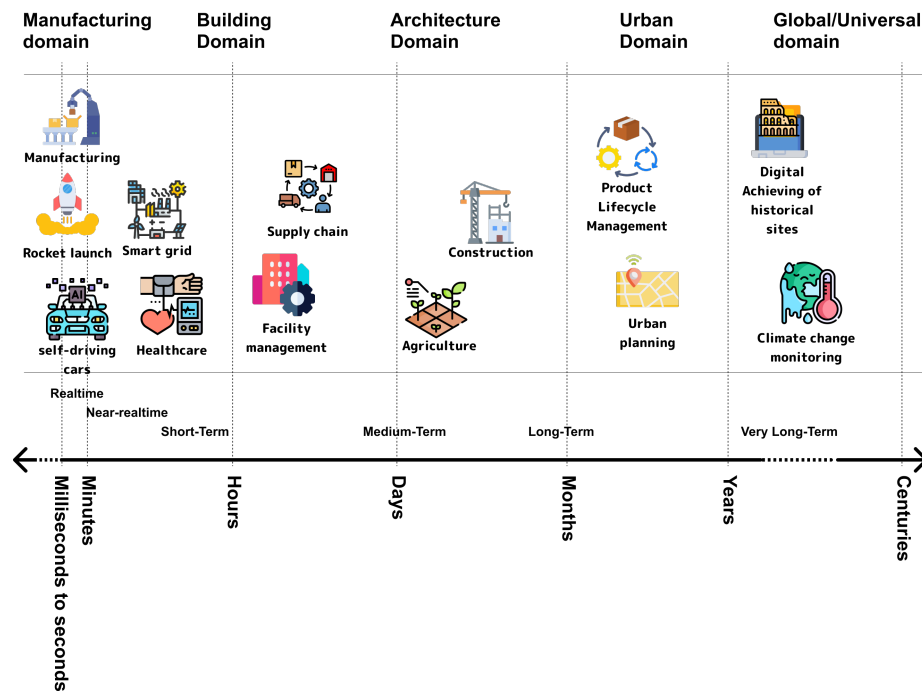 Manufacturing
domain
Building
Domain
Architecture
Domain
Urban
Domain
Global/Universal
domain
Manufacturing
Rocket launch
Smart grid
AI
self-driving
cars
Healthcare
Supply chain
Facility
management
Construction
Agriculture
Product
Lifecycle
Management
Urban
planning
Digital
Achieving of
historical
sites
Climate change
monitoring
Realtime
Near-realtime
Short-Term
Medium-Term
Long-Term
Very Long-Term
Milliseconds to seconds
Minutes
Hours
Days
Months
Years
Centuries